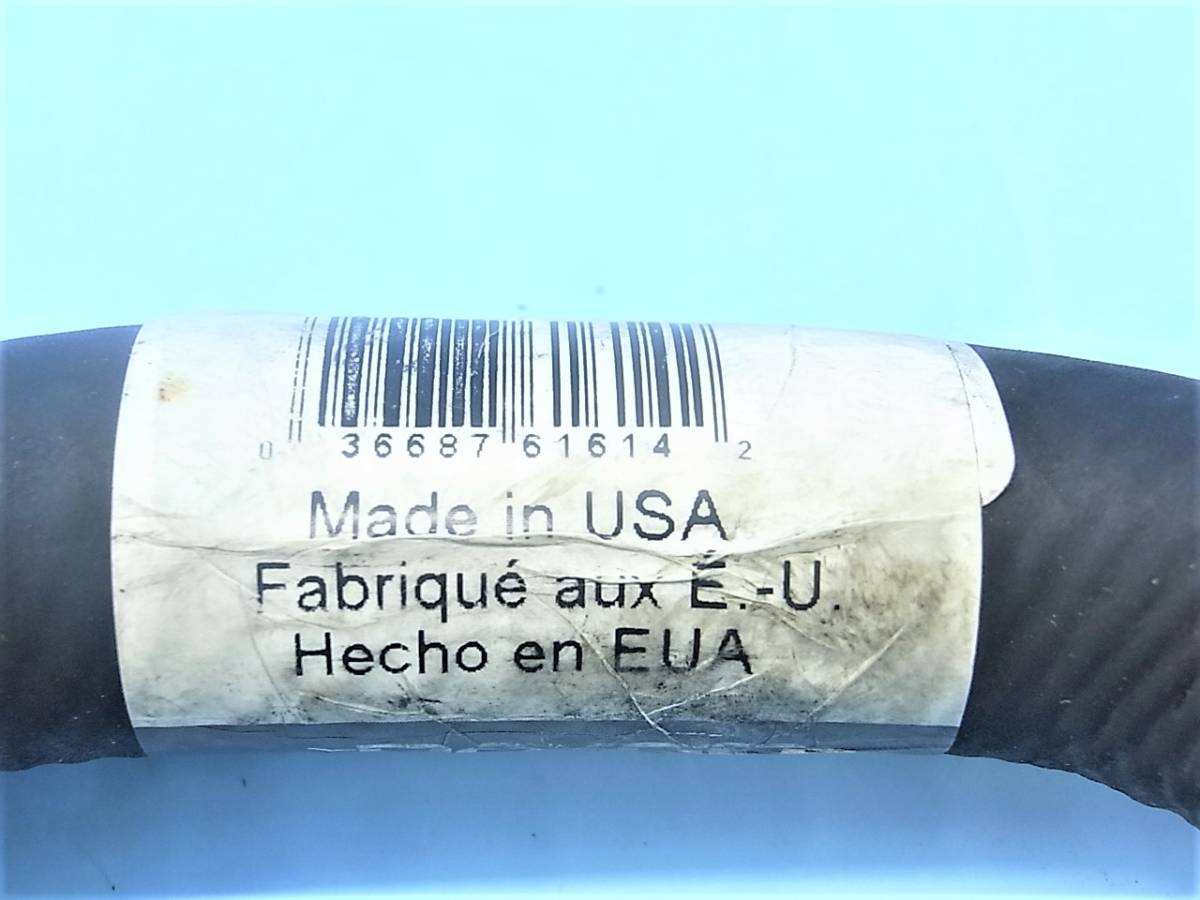 0 36687 61614 2
Made in USA
Fabriqué aux É.-U.
Hecho en EUA